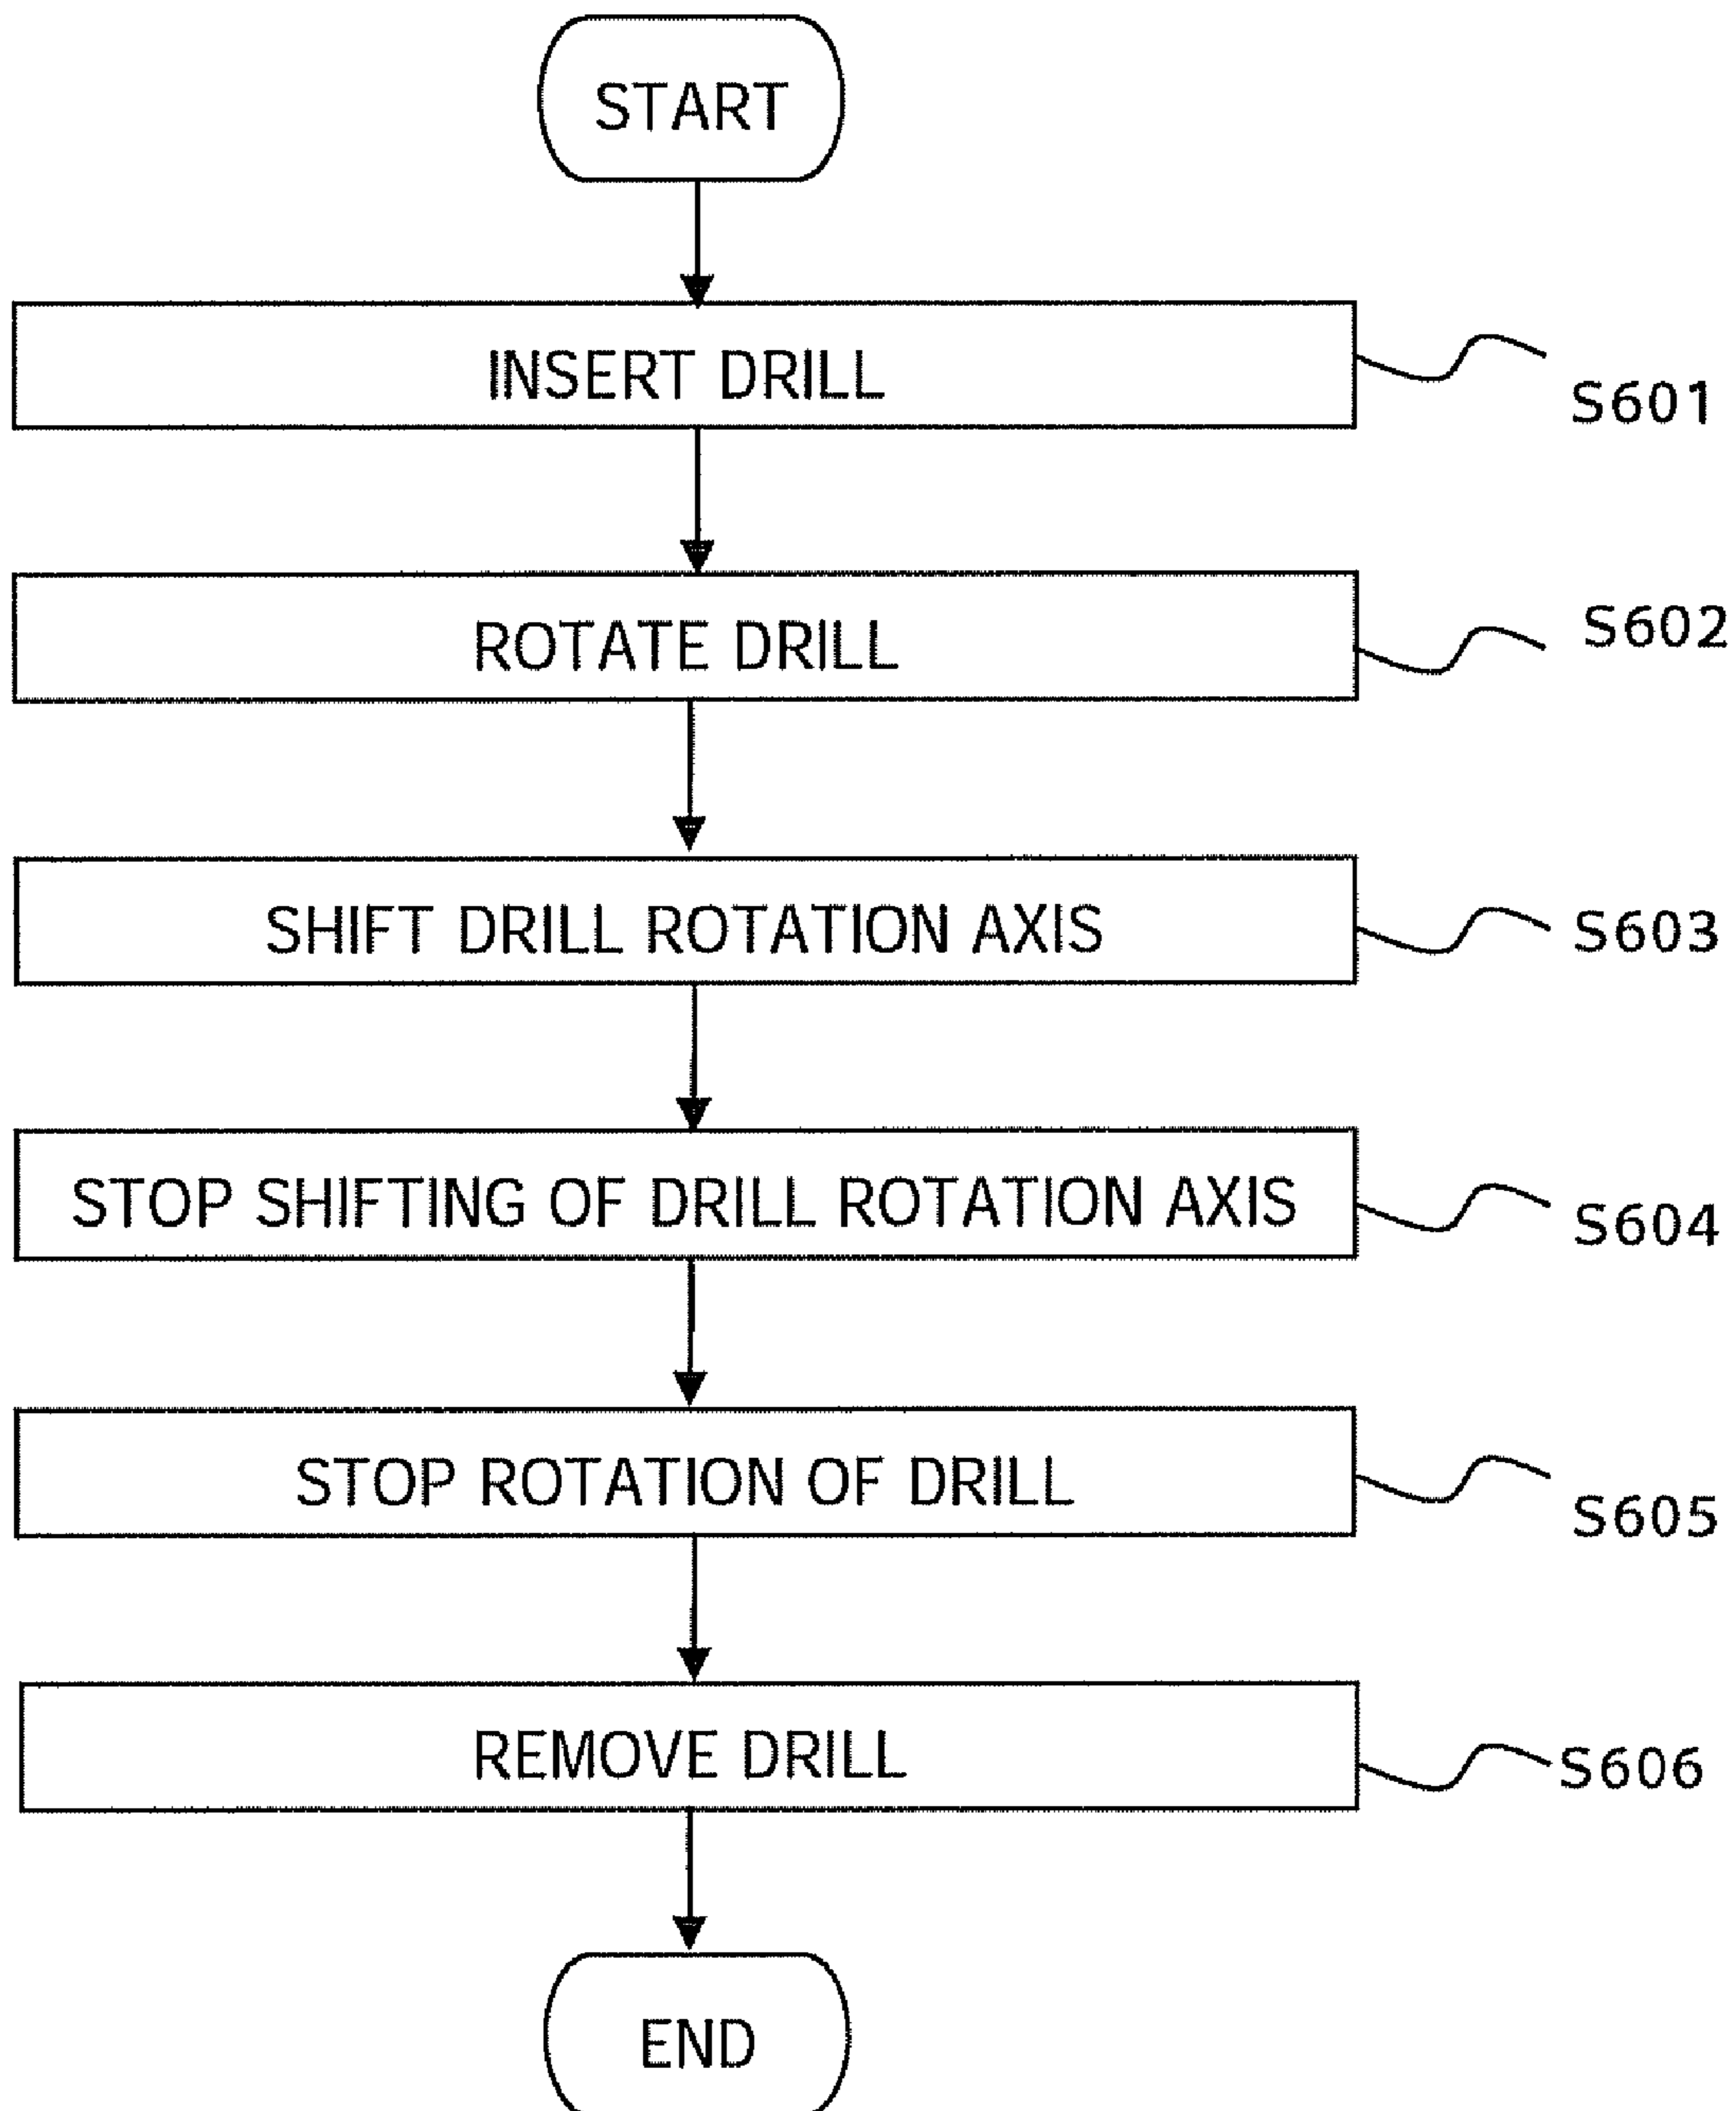 START
INSERT DRILL
S601
ROTATE DRILL
S602
SHIFT DRILL ROTATION AXIS
S603
STOP SHIFTING OF DRILL ROTATION AXIS
S604
STOP ROTATION OF DRILL
S605
REMOVE DRILL
S606
END